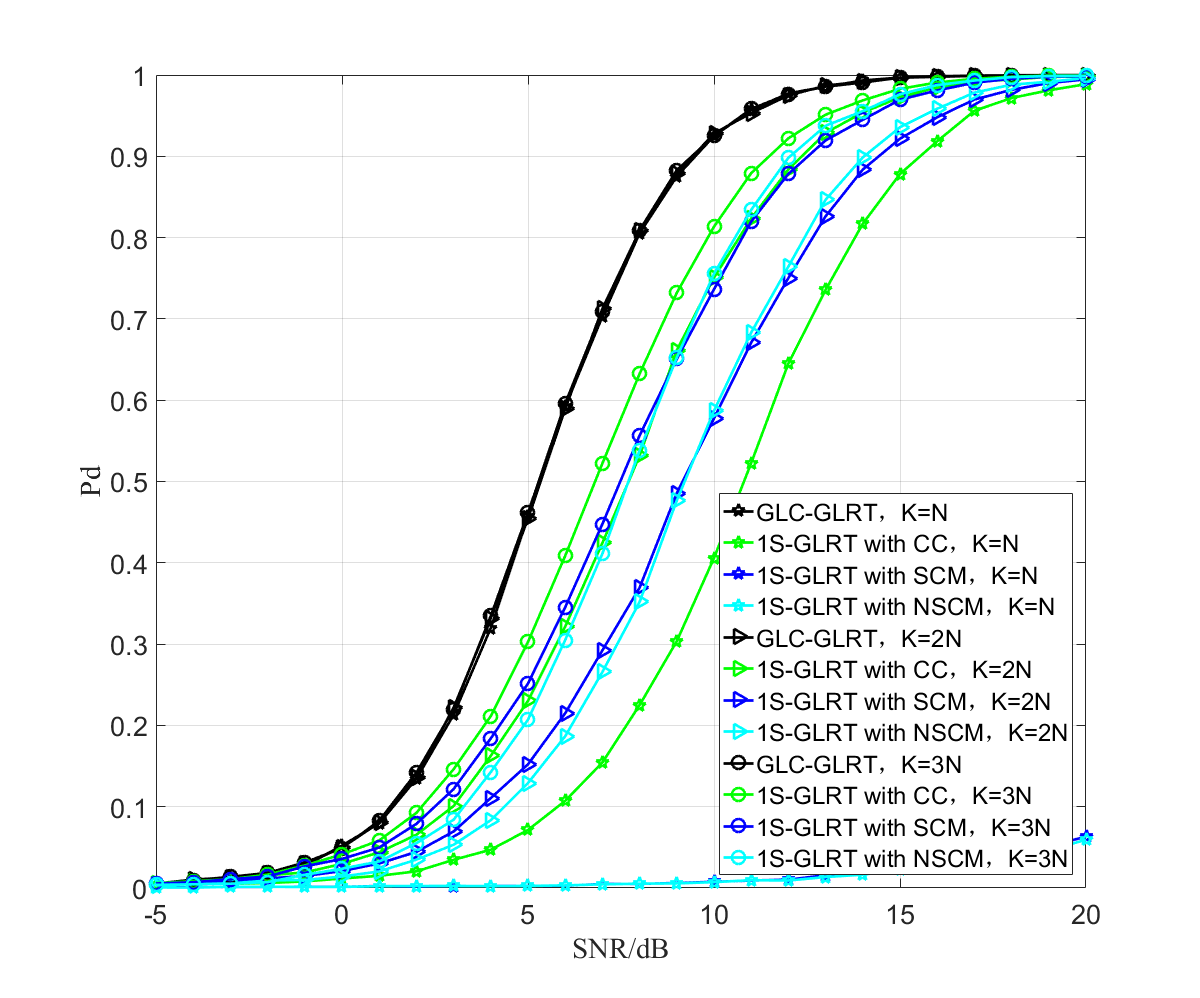 1
0.9
0.8
0.7
0.6
0.5
0.4
0.3
0.2
0.1
0
Pd
GLC-GLRT，K=N
1S-GLRT with CC，K=N
1S-GLRT with SCM，K=N
1S-GLRT with NSCM，K=N
GLC-GLRT，K=2N
1S-GLRT with CC，K=2N
1S-GLRT with SCM，K=2N
1S-GLRT with NSCM，K=2N
GLC-GLRT，K=3N
1S-GLRT with CC，K=3N
1S-GLRT with SCM，K=3N
1S-GLRT with NSCM，K=3N
-5 0 5 10 15 20
SNR/dB